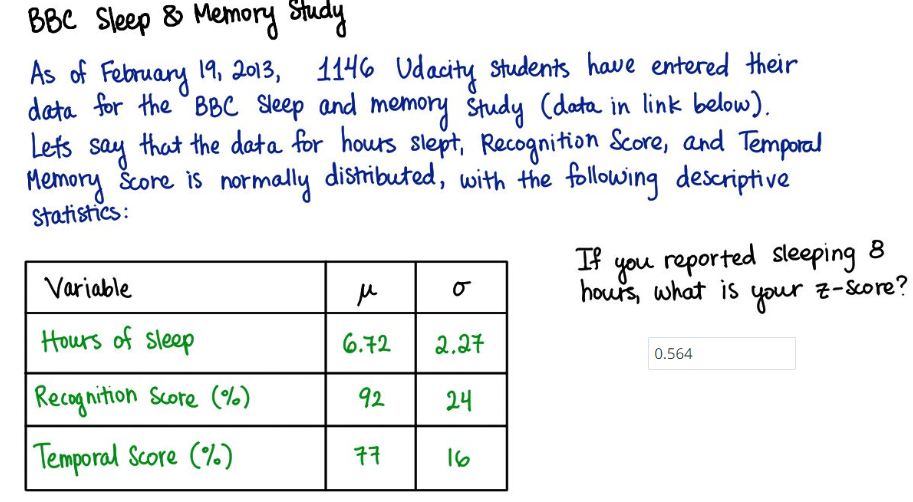 BBC Sleep & Memory Study
As of February 19, 2013, 1146 Udacity students have entered their
data for the BBC Sleep and memory Study (data in link below).
Lets say that the data for hours slept, Recognition Score, and Temporal
Memory Score is normally distributed, with the following descriptive
Statistics:
If you reported sleeping 8
hours, what is your z-score?
0.564
Variable μ σ
Hours of sleep 6.72 2.27
Recognition Score (%) 92 24
Temporal Score (%) 77 16